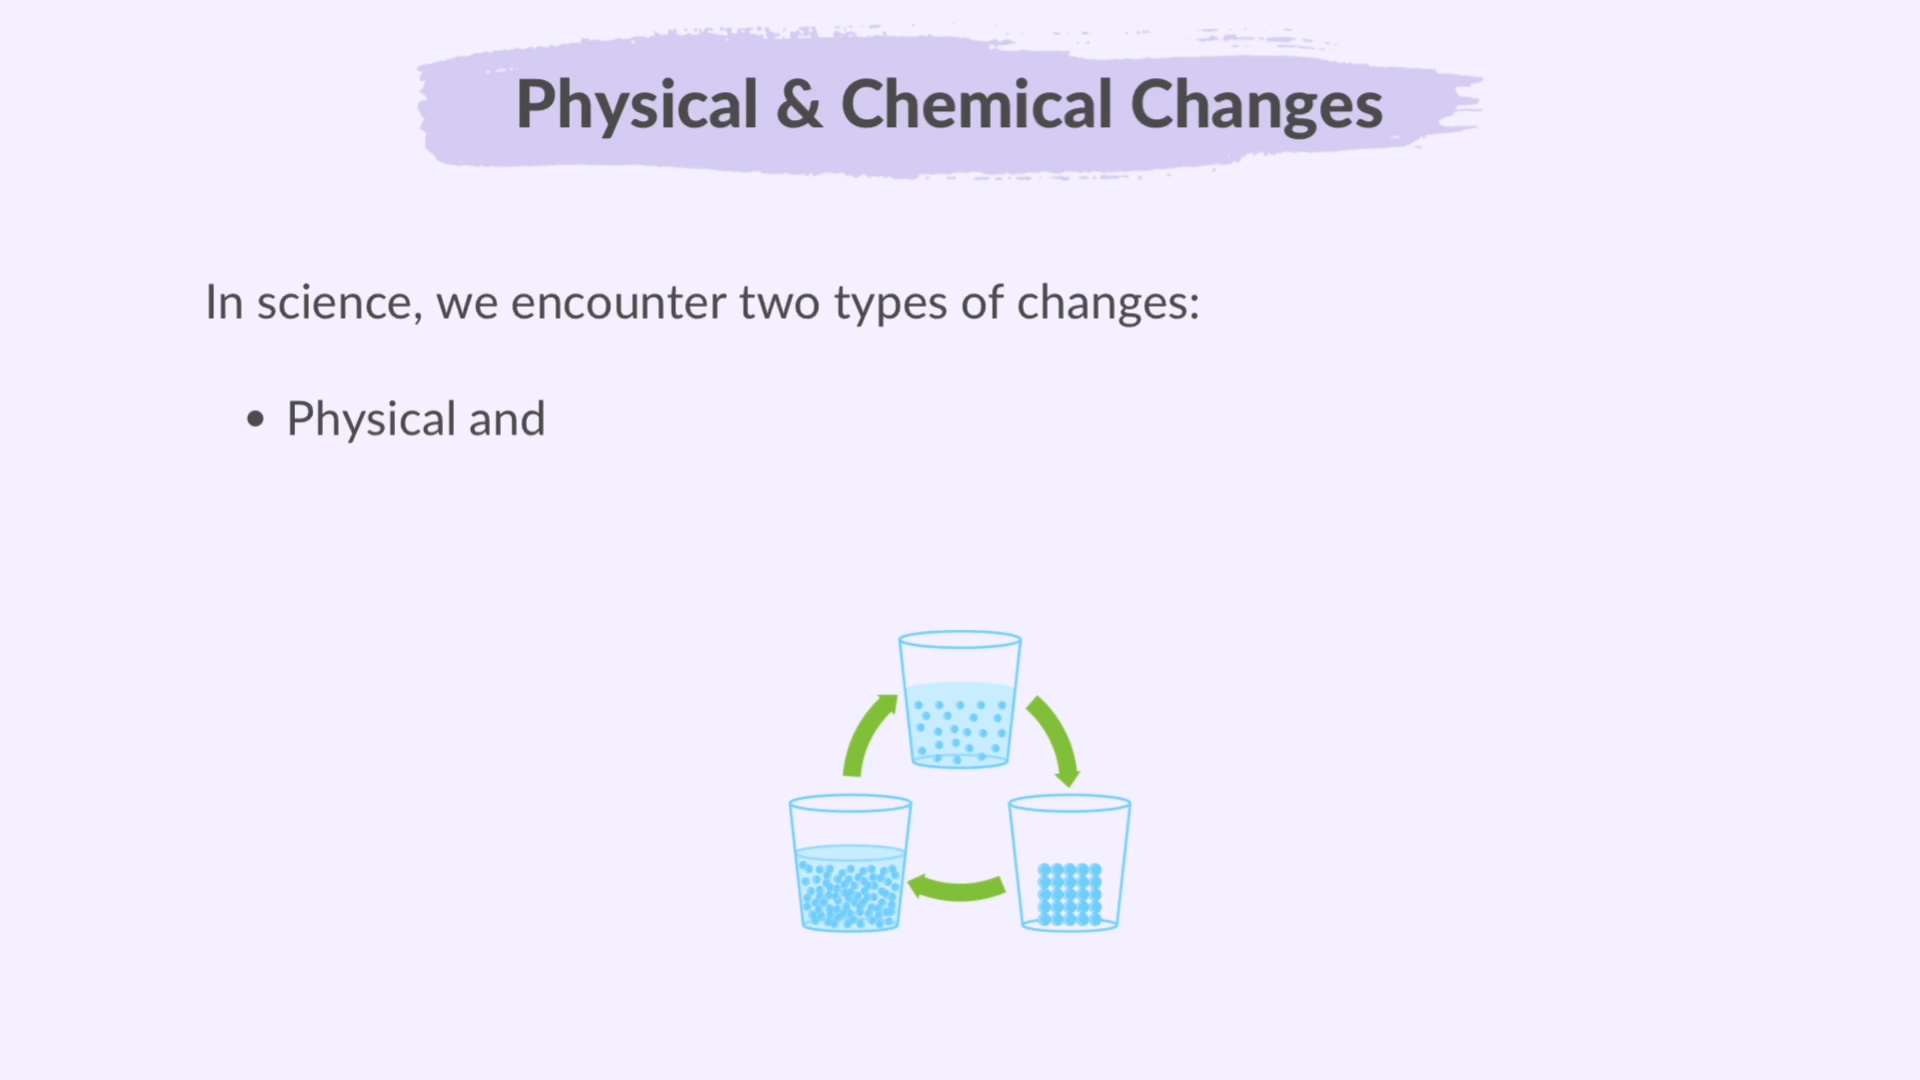 Physical & Chemical Changes
In science, we encounter two types of changes:
• Physical and